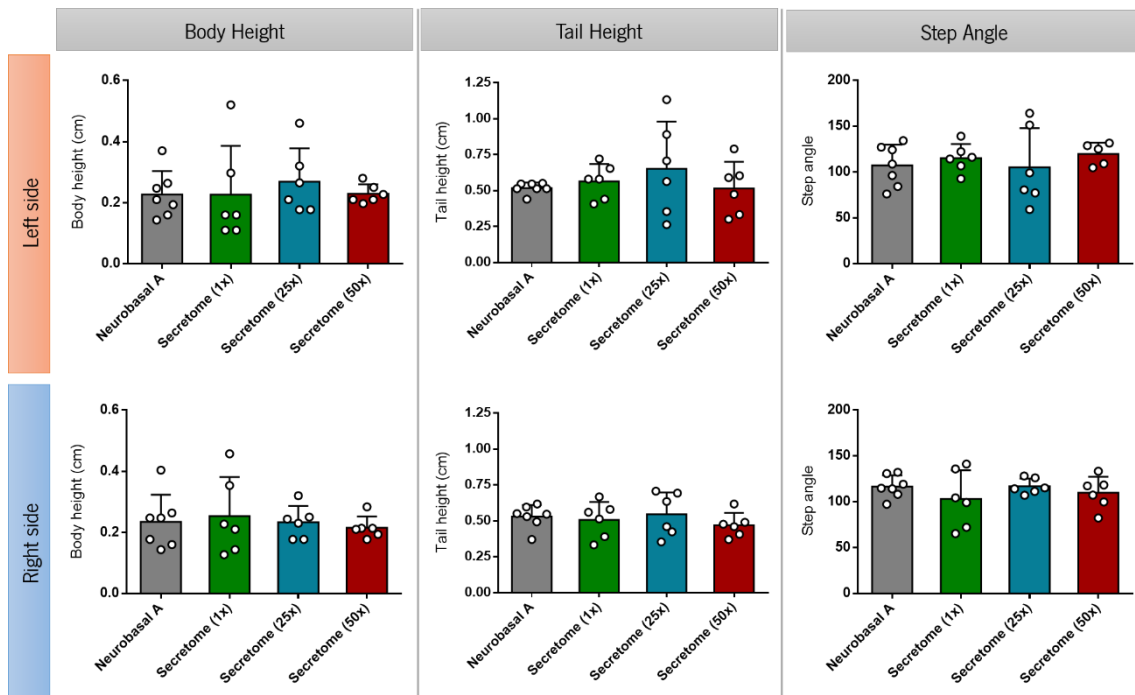 Body Height
Tail Height
Step Angle
Left side
Body height (cm)
0.6
0.4
0.2
0.0
Neurobasal A
Secretome (1x)
Secretome (25x)
Secretome (50x)
Tail height (cm)
1.25
1.00
0.75
0.50
0.25
0.00
Neurobasal A
Secretome (1x)
Secretome (25x)
Secretome (50x)
Step angle
200
150
100
50
0
Neurobasal A
Secretome (1x)
Secretome (25x)
Secretome (50x)
Right side
Body height (cm)
0.6
0.4
0.2
0.0
Neurobasal A
Secretome (1x)
Secretome (25x)
Secretome (50x)
Tail height (cm)
1.25
1.00
0.75
0.50
0.25
0.00
Neurobasal A
Secretome (1x)
Secretome (25x)
Secretome (50x)
Step angle
200
150
100
50
0
Neurobasal A
Secretome (1x)
Secretome (25x)
Secretome (50x)